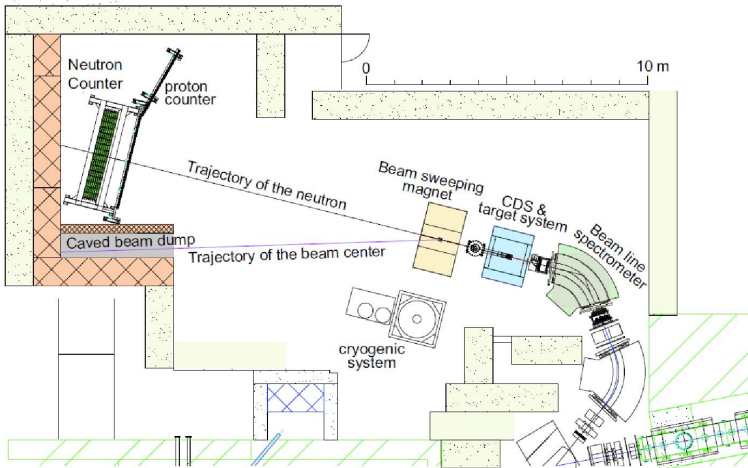 Neutron
Counter
proton
counter
0
10 m
Trajectory of the neutron
Beam sweeping
magnet
CDS &
target system
Beam line
spectrometer
Caved beam dump
Trajectory of the beam center
cryogenic
system